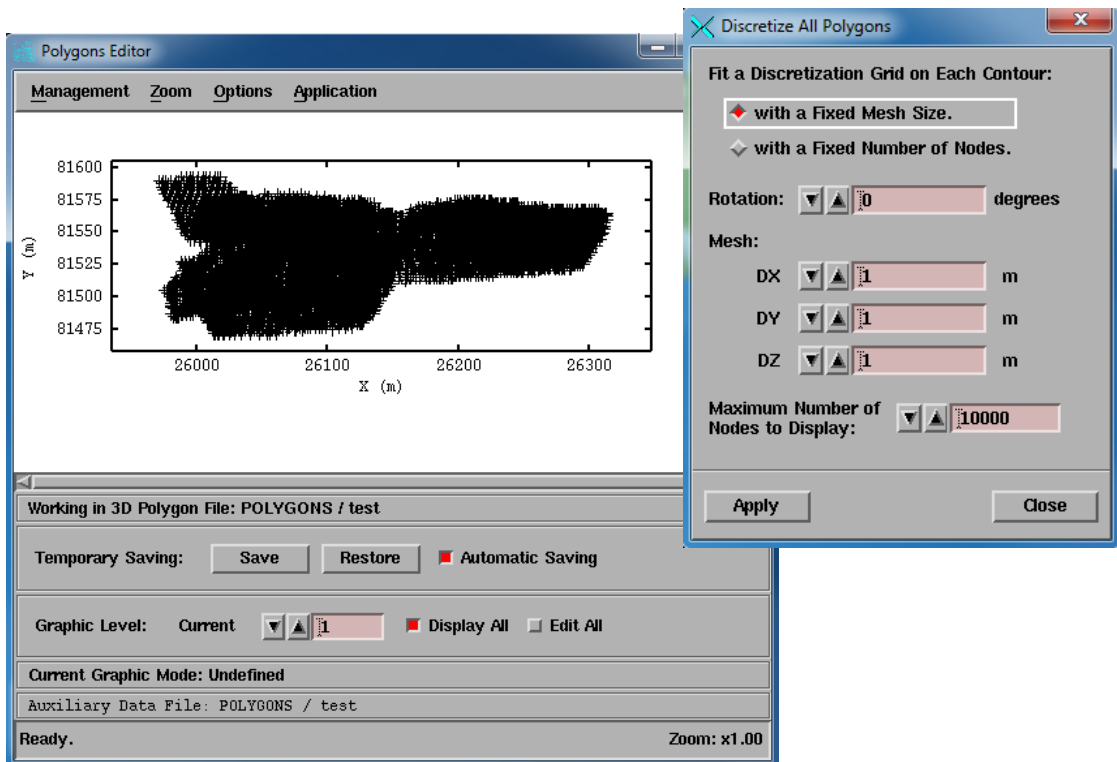 Polygons Editor
Management Zoom Options Application
81600
81575
81550
81525
81500
81475
Y (m)
26000 26100 26200 26300
X (m)
Working in 3D Polygon File: POLYGONS / test
Temporary Saving: Save Restore Automatic Saving
Graphic Level: Current 1 Display All Edit All
Current Graphic Mode: Undefined
Auxiliary Data File: POLYGONS / test
Ready. Zoom: x1.00
Discretize All Polygons
Fit a Discretization Grid on Each Contour:
with a Fixed Mesh Size.
with a Fixed Number of Nodes.
Rotation: 0 degrees
Mesh:
DX 1 m
DY 1 m
DZ 1 m
Maximum Number of
Nodes to Display: 10000
Apply Close